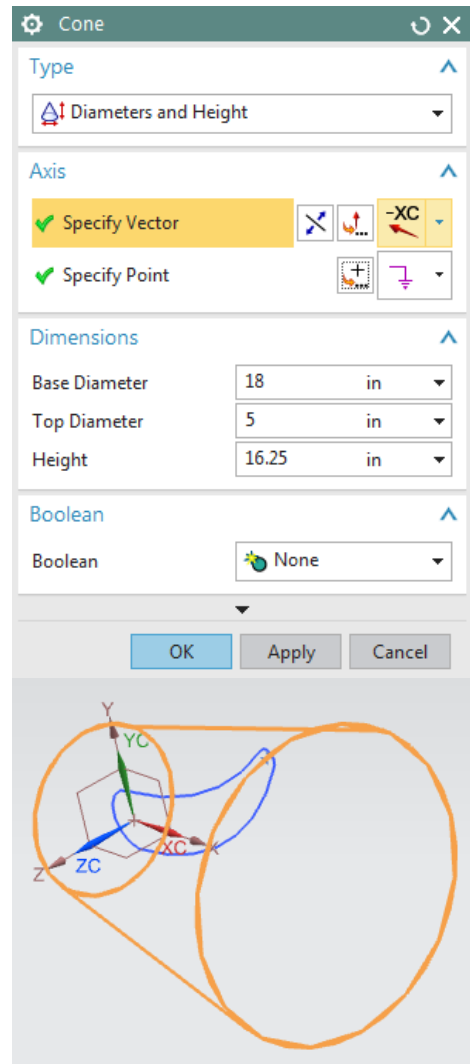 Cone
Type
Diameters and Height
Axis
Specify Vector
-XC
Specify Point
Dimensions
Base Diameter 18 in
Top Diameter 5 in
Height 16.25 in
Boolean
Boolean None
OK Apply Cancel
Y
YC
XC X
Z ZC